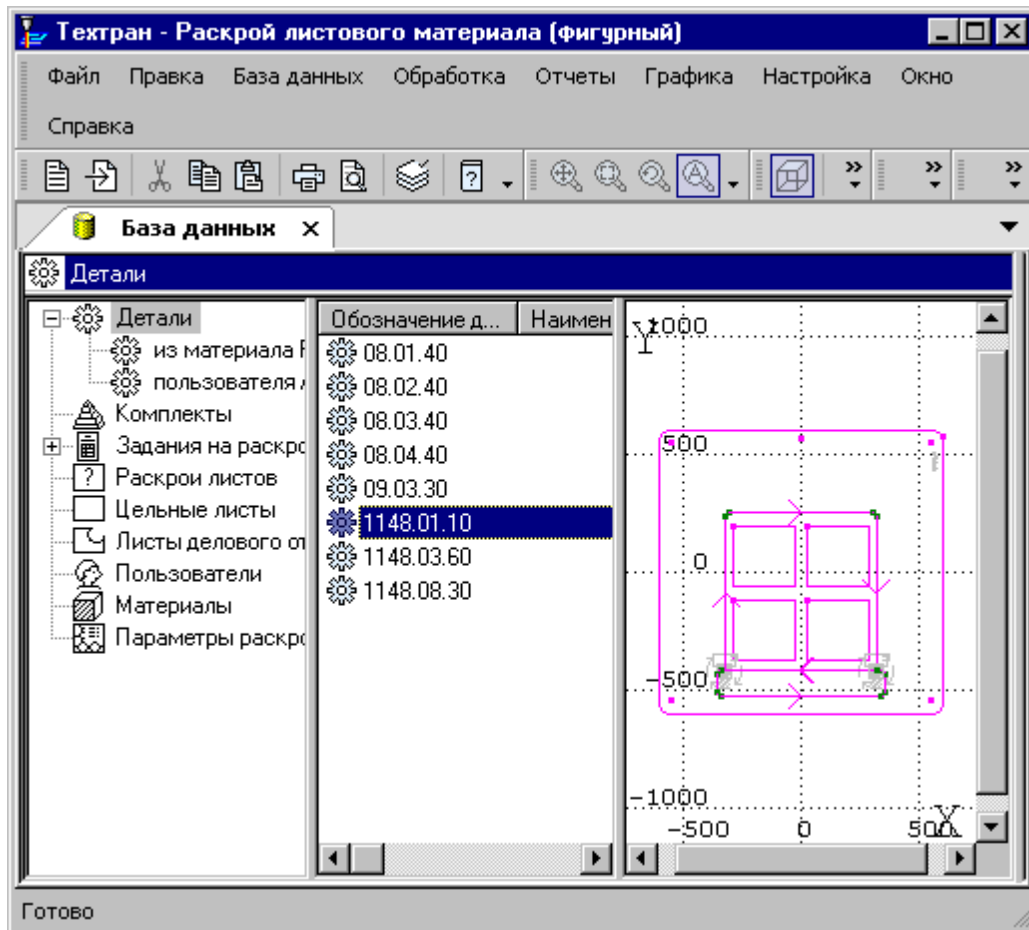 Техтран - Раскрой листового материала (фигурный)
Файл Правка База данных Обработка Отчеты Графика Настройка Окно
Справка
База данных
Детали
Детали
из материала
пользователя
Комплекты
Задания на раскро
Раскрои листов
Цельные листы
Листы делового от
Пользователи
Материалы
Параметры раскро
Обозначение д... Наимен
08.01.40
08.02.40
08.03.40
08.04.40
09.03.30
1148.01.10
1148.03.60
1148.08.30
Y
1000
500
0
-500
-1000
-500 0 500
X
Готово